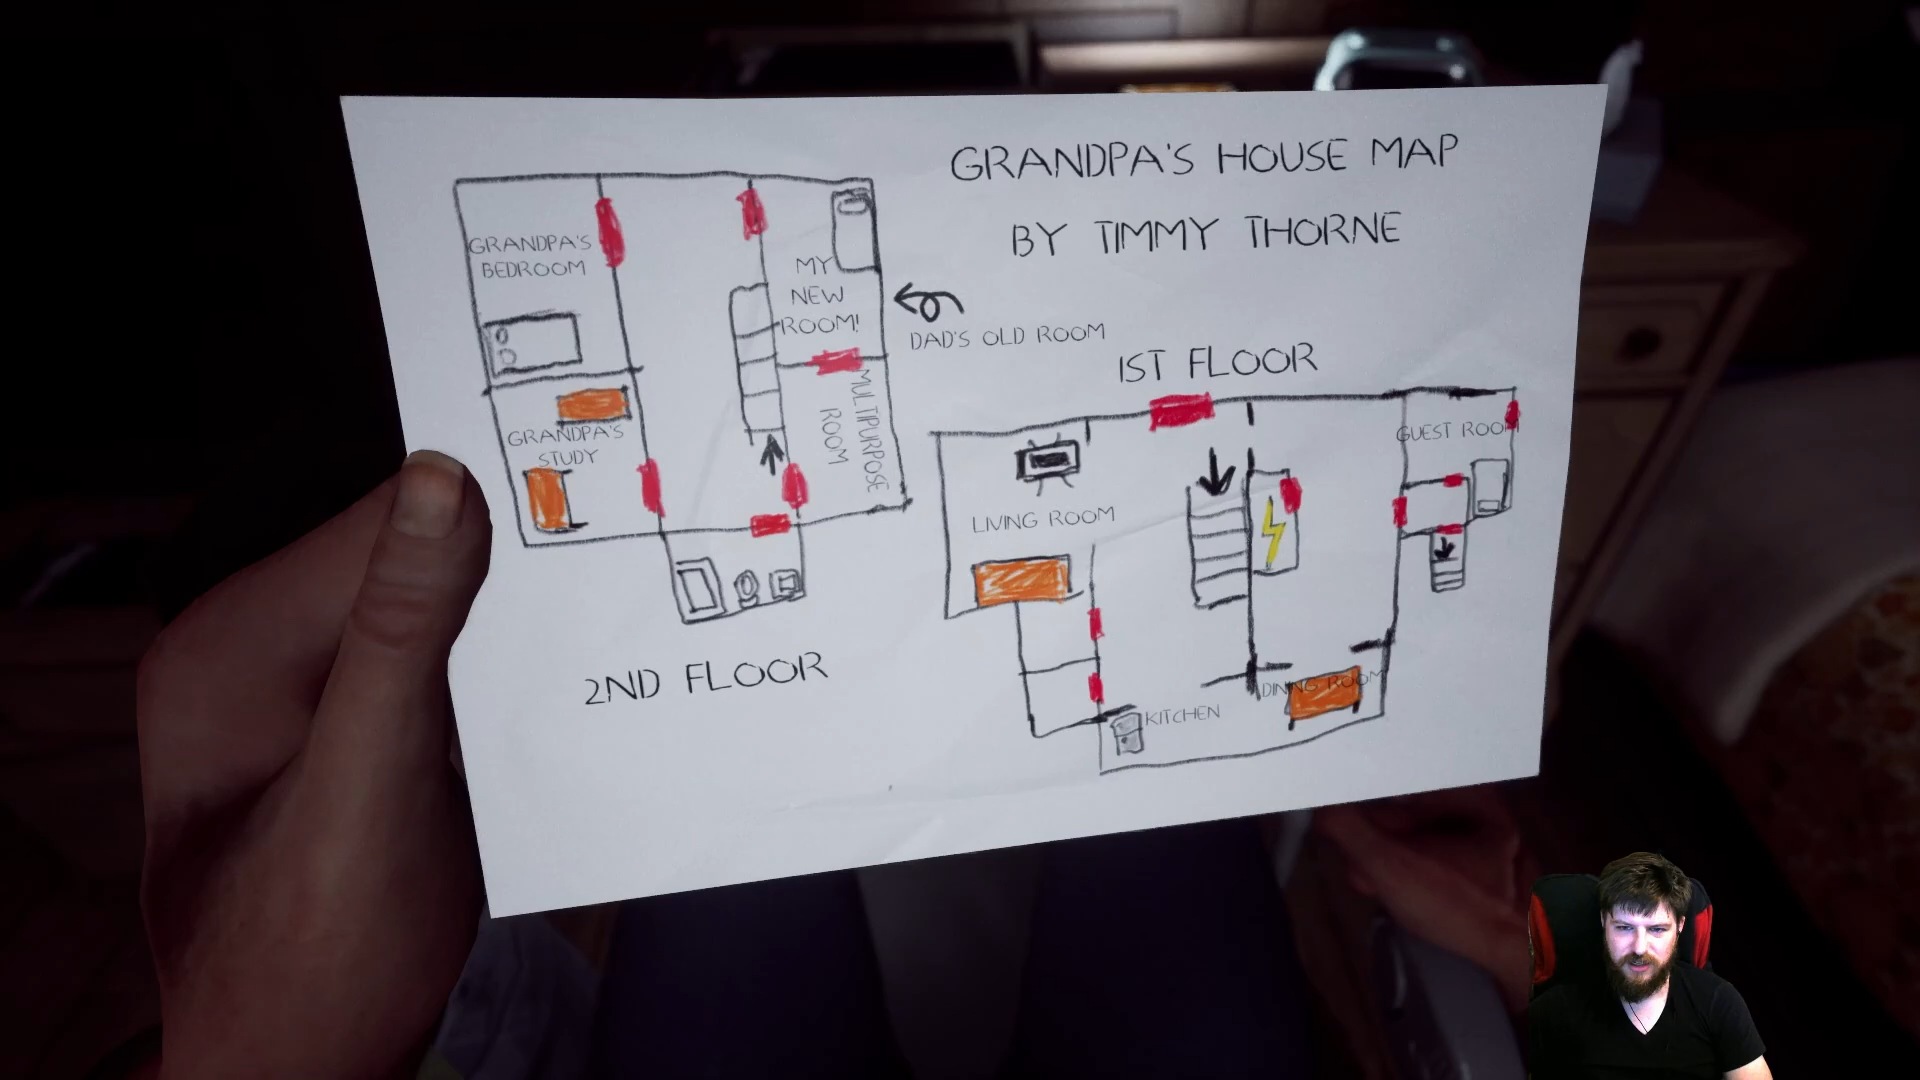 GRANDPA'S HOUSE MAP
BY TIMMY THORNE
GRANDPA'S
BEDROOM
MY
NEW
ROOM!
DAD'S OLD ROOM
MULTIPURPOSE
ROOM
GRANDPA'S
STUDY
2ND FLOOR
1ST FLOOR
GUEST ROOM
LIVING ROOM
DINING ROOM
KITCHEN